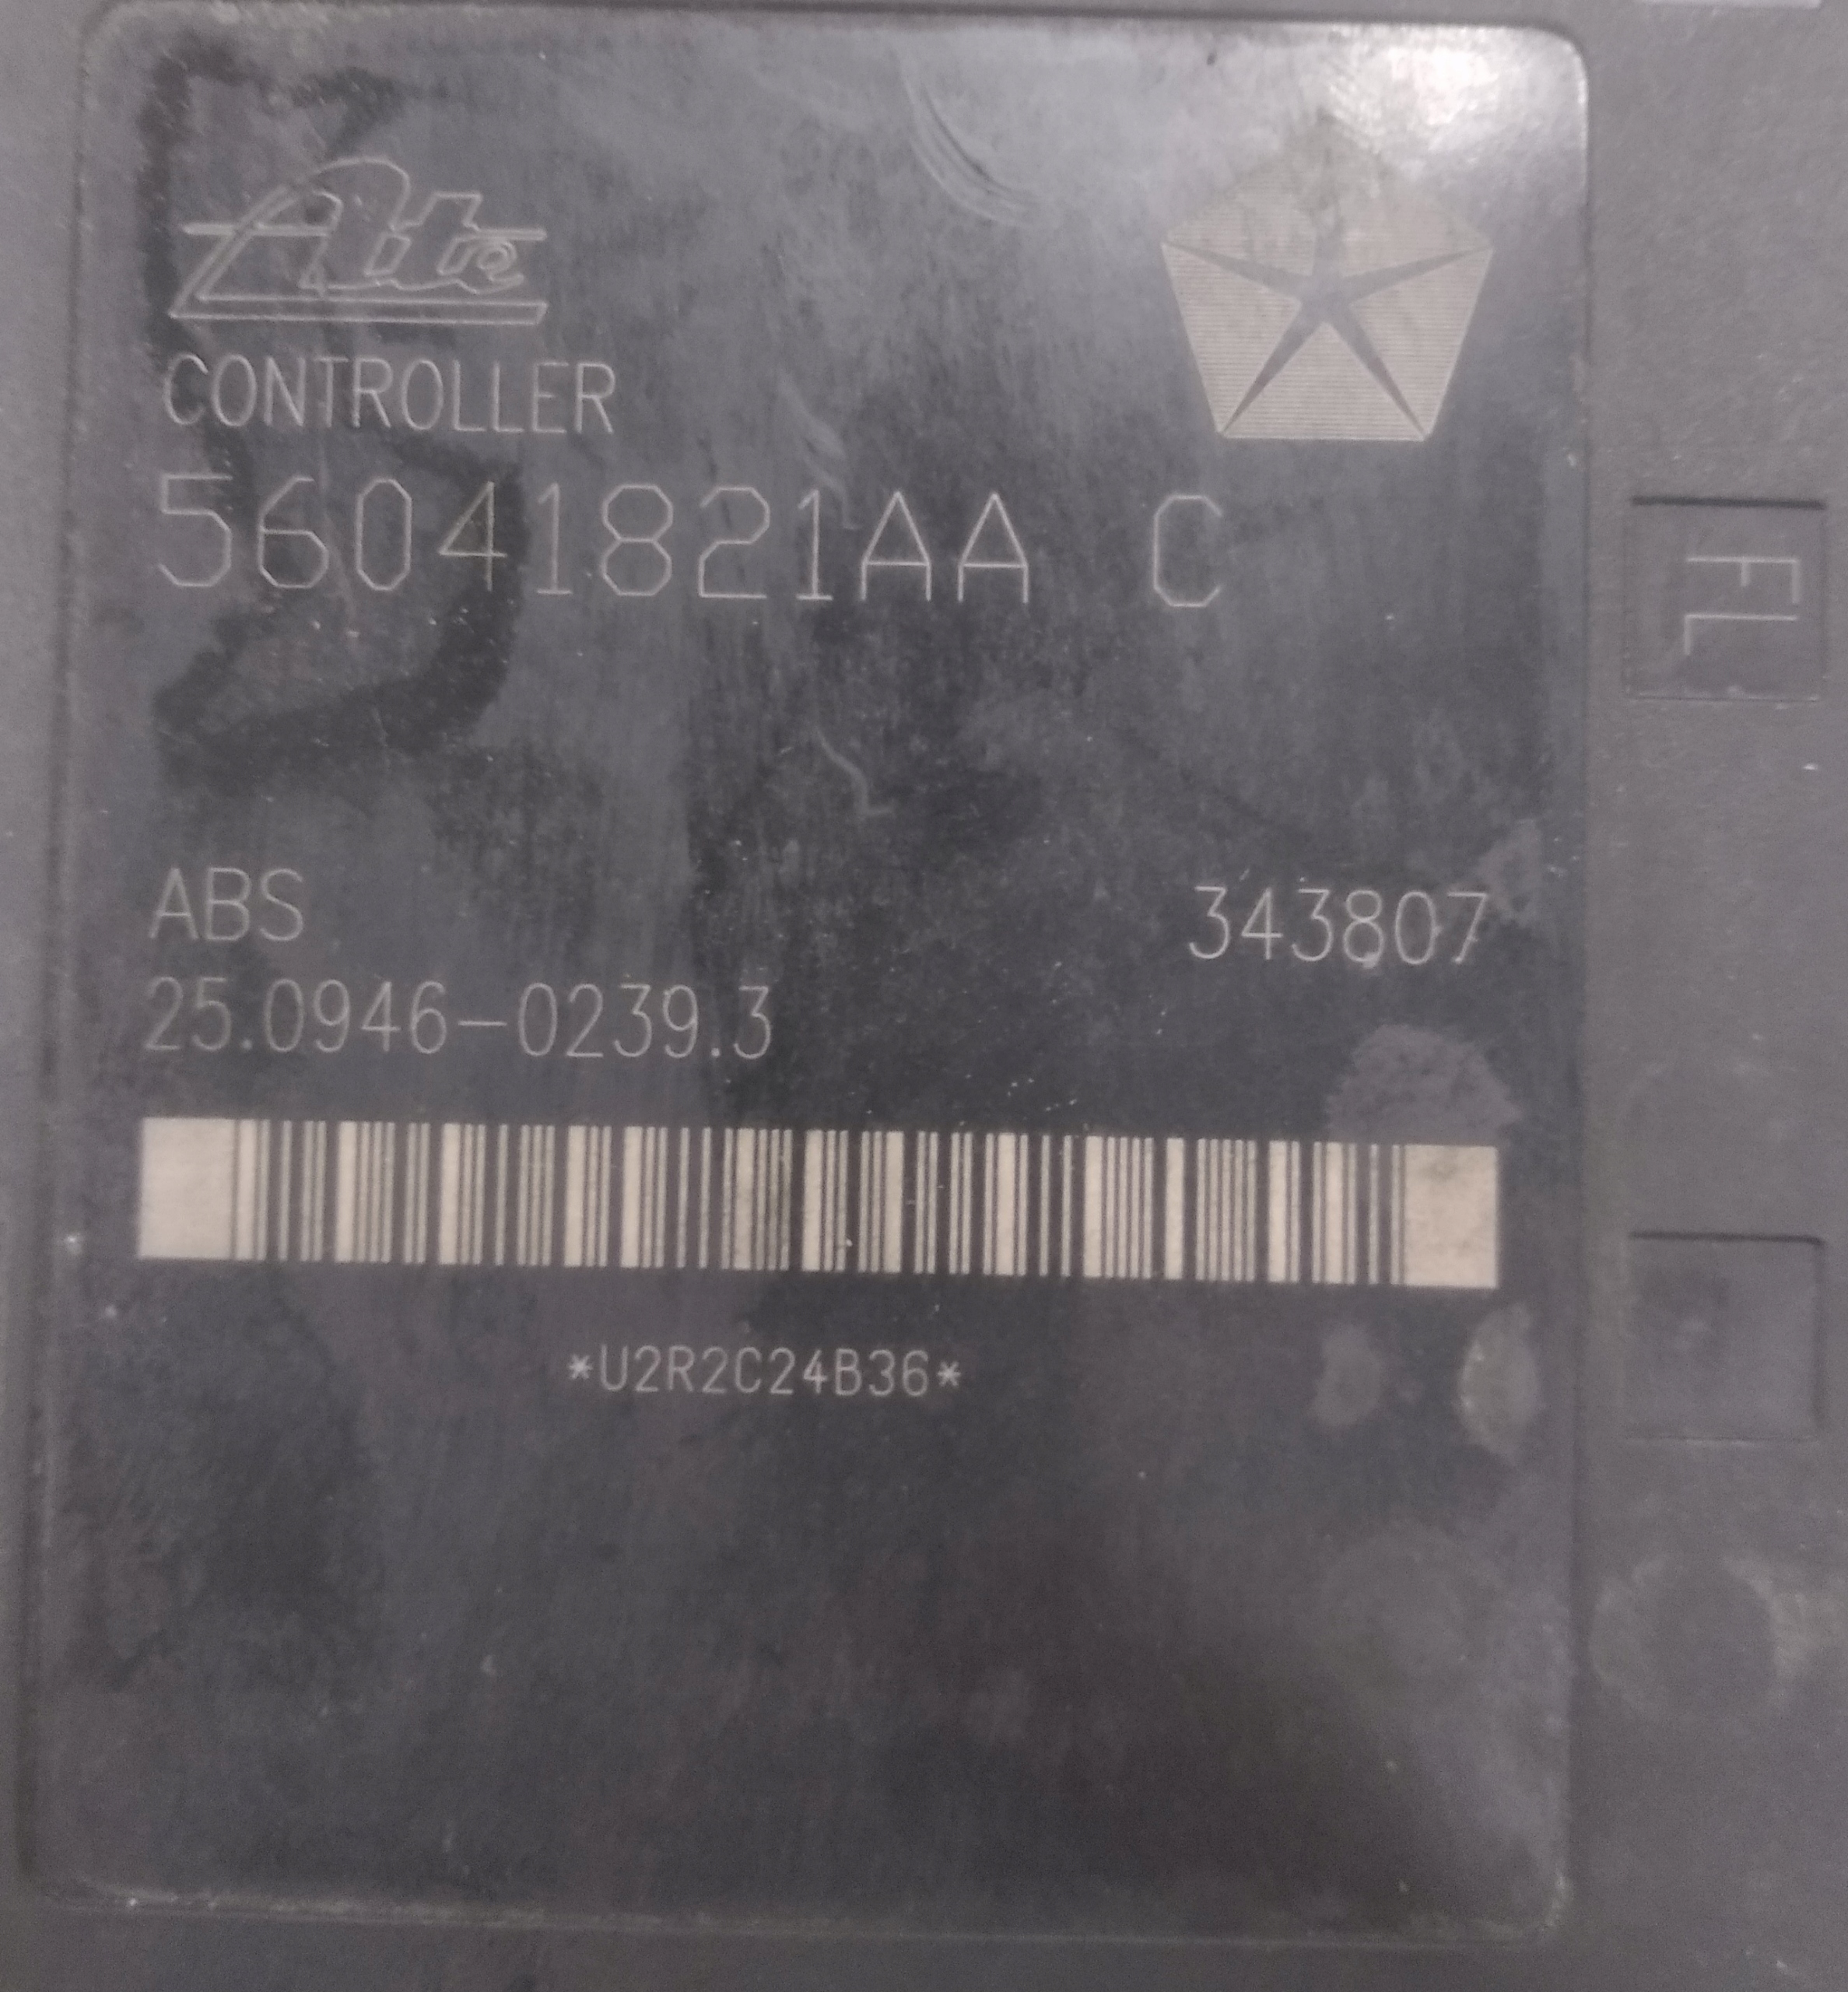 Ate
CONTROLLER
56041821AA C
FL
ABS 343807
25.0946-0239.3
*U2R2C24B36*